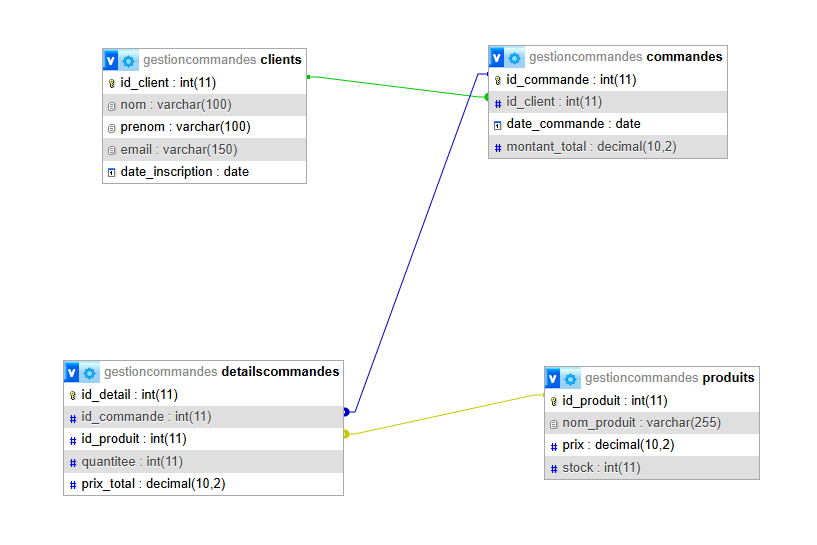 gestioncommandes clients
id_client : int(11)
nom : varchar(100)
prenom : varchar(100)
email : varchar(150)
date_inscription : date
gestioncommandes commandes
id_commande : int(11)
id_client : int(11)
date_commande : date
montant_total : decimal(10,2)
gestioncommandes detailscommandes
id_detail : int(11)
id_commande : int(11)
id_produit : int(11)
quantitee : int(11)
prix_total : decimal(10,2)
gestioncommandes produits
id_produit : int(11)
nom_produit : varchar(255)
prix : decimal(10,2)
stock : int(11)